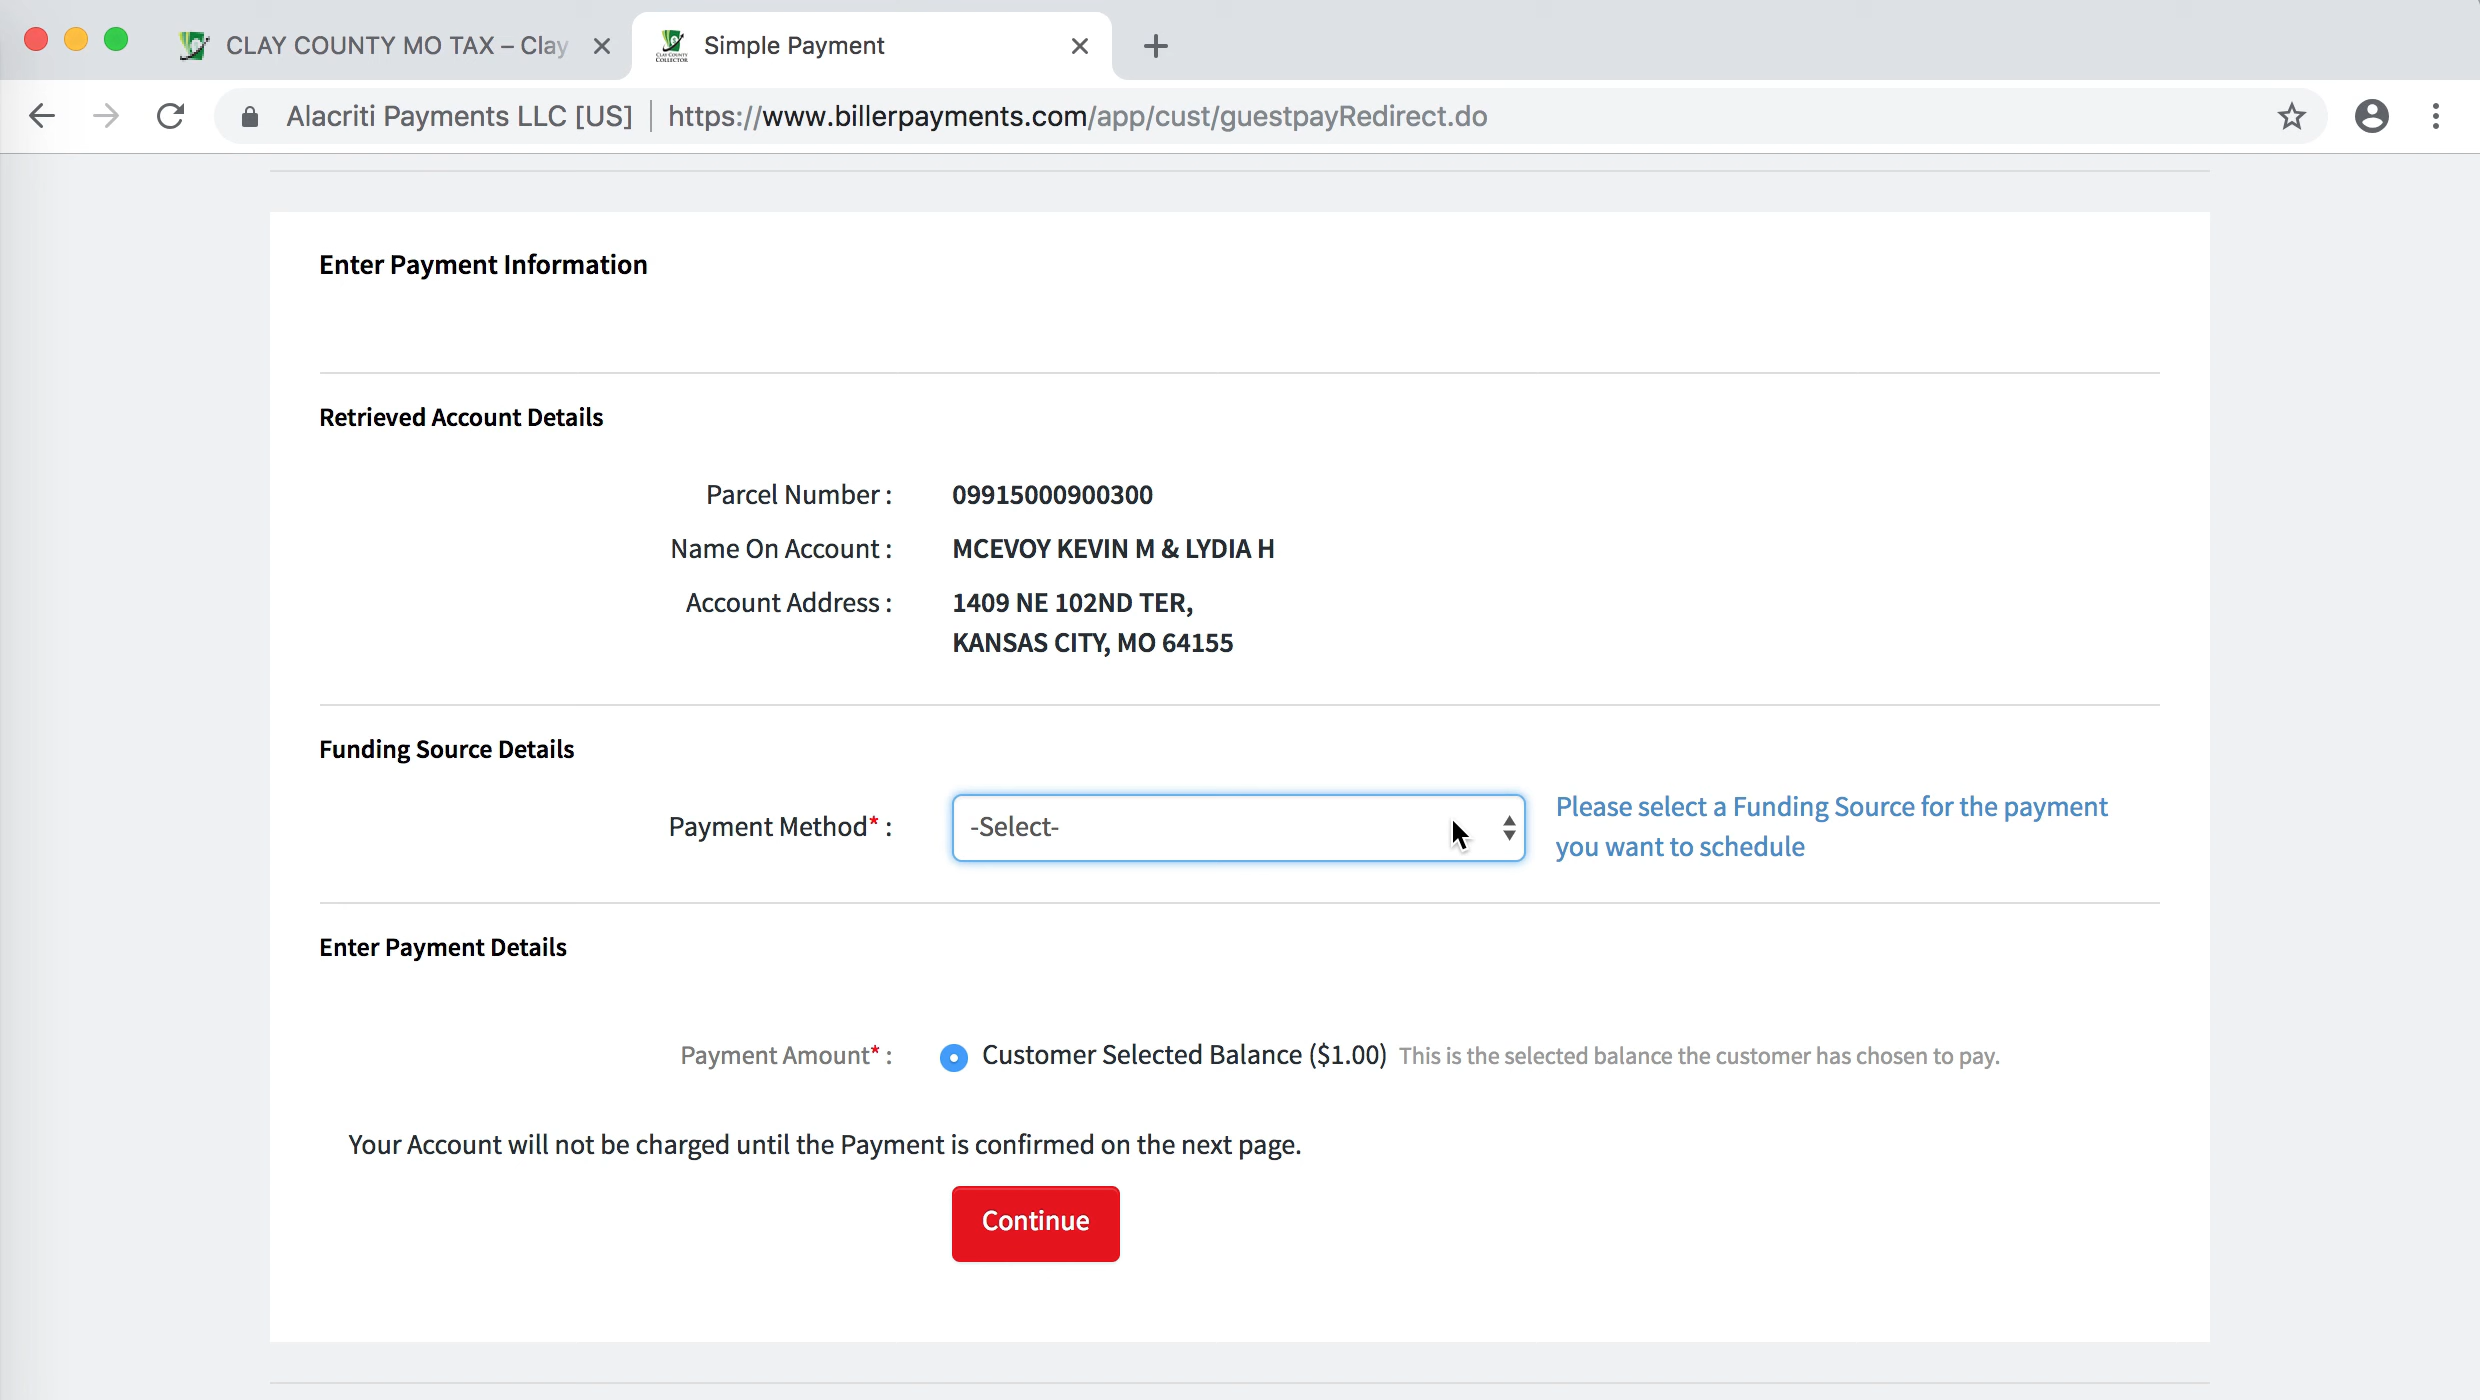 CLAY COUNTY MO TAX – Clay
Simple Payment
Alacriti Payments LLC [US] | https://www.billerpayments.com/app/cust/guestpayRedirect.do
Enter Payment Information
Retrieved Account Details
Parcel Number : 09915000900300
Name On Account : MCEVOY KEVIN M & LYDIA H
Account Address : 1409 NE 102ND TER,
KANSAS CITY, MO 64155
Funding Source Details
Payment Method* : -Select- Please select a Funding Source for the payment
you want to schedule
Enter Payment Details
Payment Amount* : Customer Selected Balance ($1.00) This is the selected balance the customer has chosen to pay.
Your Account will not be charged until the Payment is confirmed on the next page.
Continue